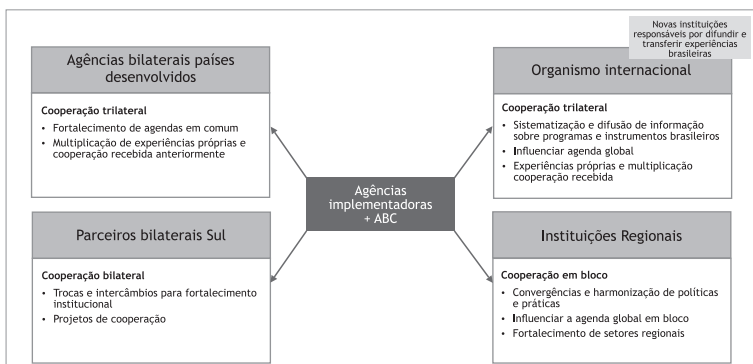 Novas instituições
responsáveis por difundir e
transferir experiências
brasileiras
Agências bilaterais países
desenvolvidos
Cooperação trilateral
• Fortalecimento de agendas em comum
• Multiplicação de experiências próprias e
cooperação recebida anteriormente
Organismo internacional
Cooperação trilateral
• Sistematização e difusão de informação
sobre programas e instrumentos brasileiros
• Influenciar agenda global
• Experiências próprias e multiplicação
cooperação recebida
Agências
implementadoras
+ ABC
Parceiros bilaterais Sul
Cooperação bilateral
• Trocas e intercâmbios para fortalecimento
institucional
• Projetos de cooperação
Instituições Regionais
Cooperação em bloco
• Convergências e harmonização de políticas
e práticas
• Influenciar a agenda global em bloco
• Fortalecimento de setores regionais